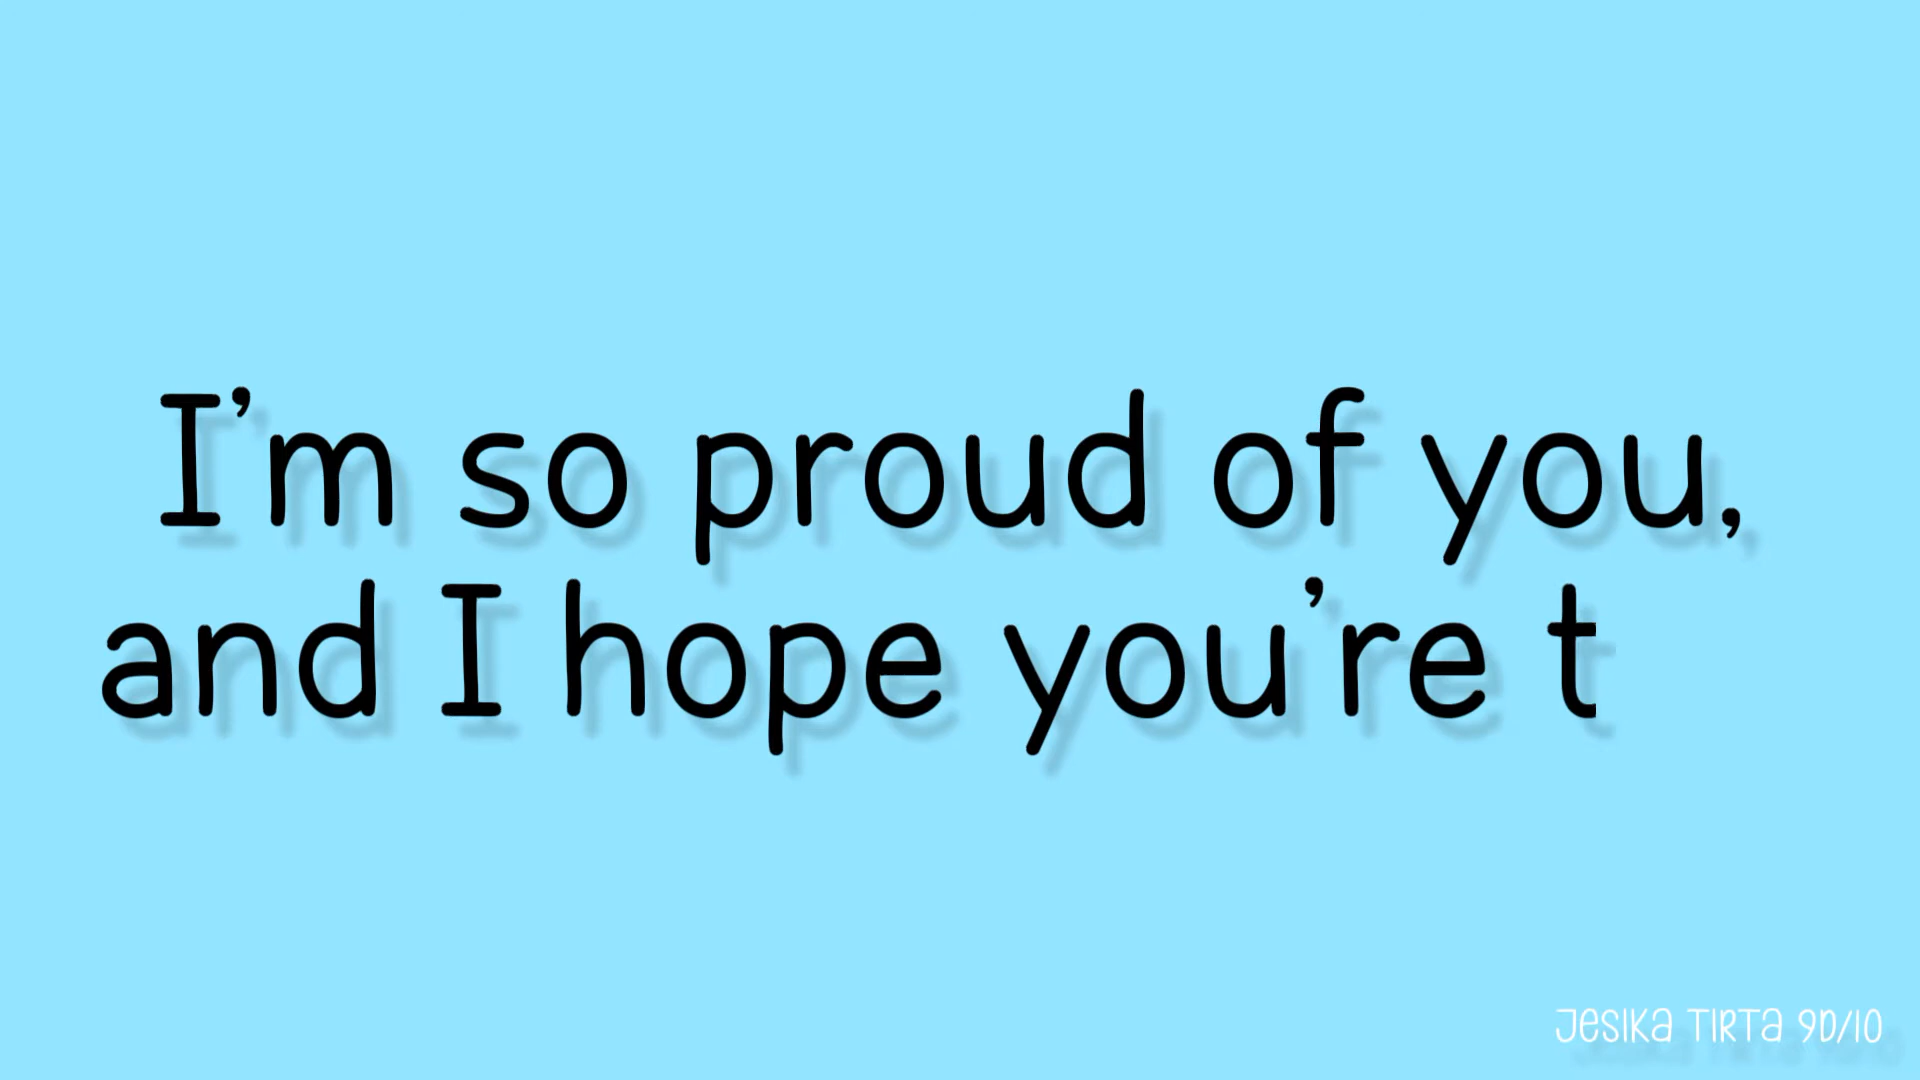 I'm so proud of you,
and I hope you're t
Jesika Tirta 9D/10